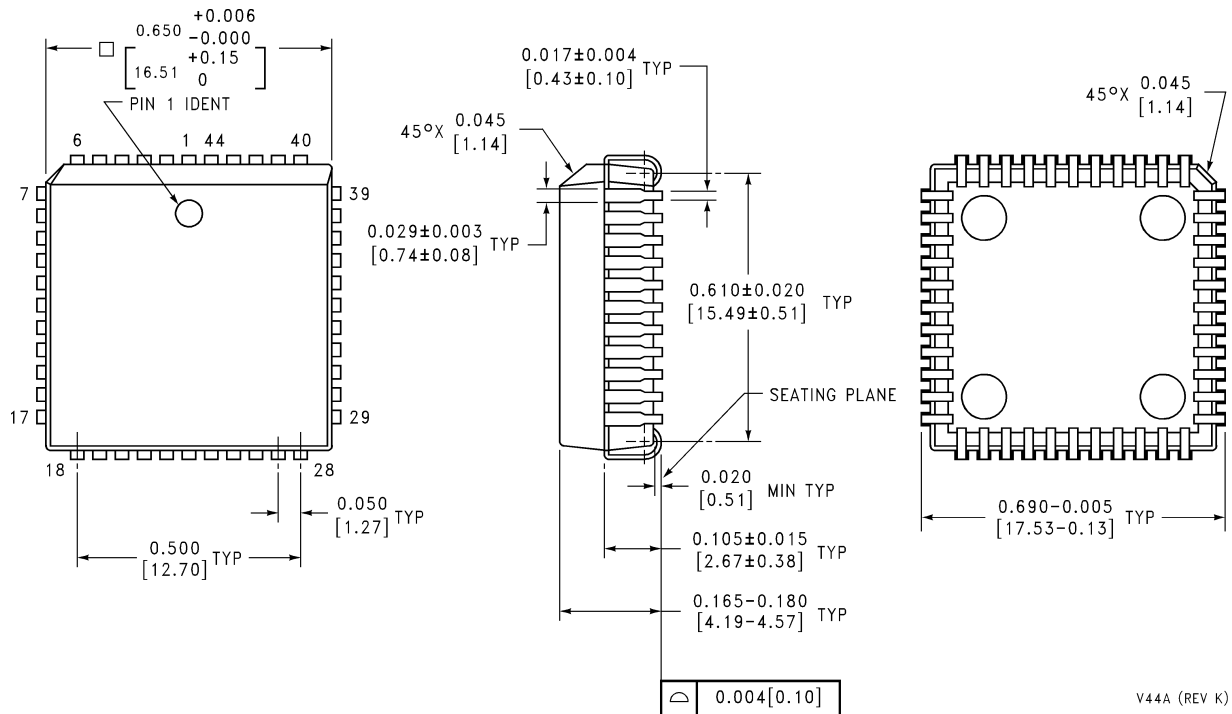 0.650 +0.006 -0.000
[16.51 +0.15 0]
PIN 1 IDENT
6 1 44 40
7 39
17 29
18 28
0.050 TYP
[1.27]
0.500 TYP
[12.70]
0.017±0.004 TYP
[0.43±0.10]
45°X 0.045
[1.14]
0.029±0.003 TYP
[0.74±0.08]
0.610±0.020 TYP
[15.49±0.51]
SEATING PLANE
0.020 MIN TYP
[0.51]
0.105±0.015 TYP
[2.67±0.38]
0.165-0.180 TYP
[4.19-4.57]
⌓ 0.004[0.10]
45°X 0.045
[1.14]
0.690-0.005 TYP
[17.53-0.13]
V44A (REV K)